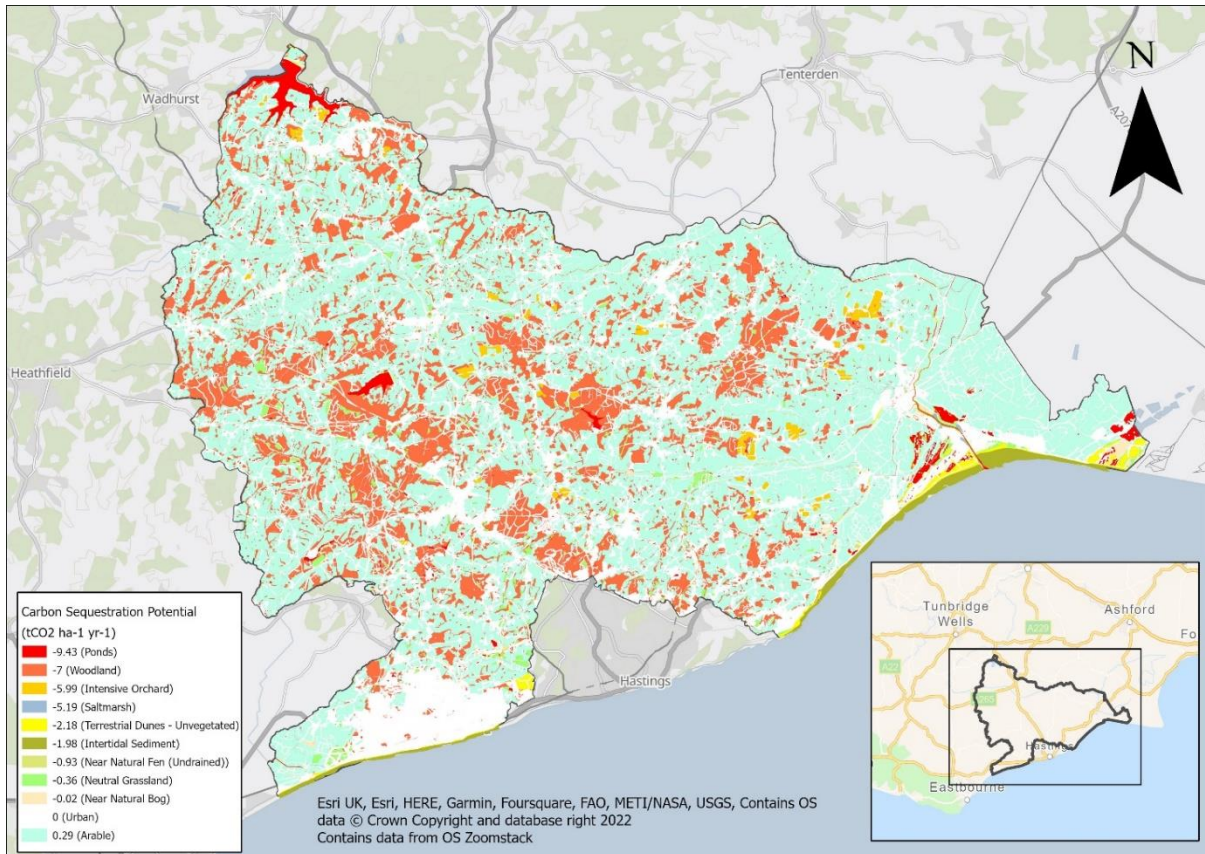 Tenterden
N
Wadhurst
A207
Heathfield
Hastings
Carbon Sequestration Potential
(tCO2 ha-1 yr-1)
-9.43 (Ponds)
-7 (Woodland)
-5.99 (Intensive Orchard)
-5.19 (Saltmarsh)
-2.18 (Terrestrial Dunes - Unvegetated)
-1.98 (Intertidal Sediment)
-0.93 (Near Natural Fen (Undrained))
-0.36 (Neutral Grassland)
-0.02 (Near Natural Bog)
0 (Urban)
0.29 (Arable)
Esri UK, Esri, HERE, Garmin, Foursquare, FAO, METI/NASA, USGS, Contains OS
data © Crown Copyright and database right 2022
Contains data from OS Zoomstack
Tunbridge
Wells
Ashford
A229
Fo
A22
Hastings
Eastbourne